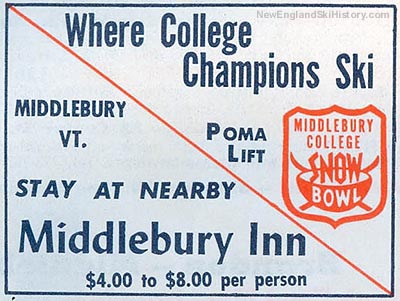 NewEnglandSkiHistory.com
Where College
Champions Ski
MIDDLEBURY
VT.
POMA
LIFT
MIDDLEBURY
COLLEGE
SNOW
BOWL
STAY AT NEARBY
Middlebury Inn
$4.00 to $8.00 per person